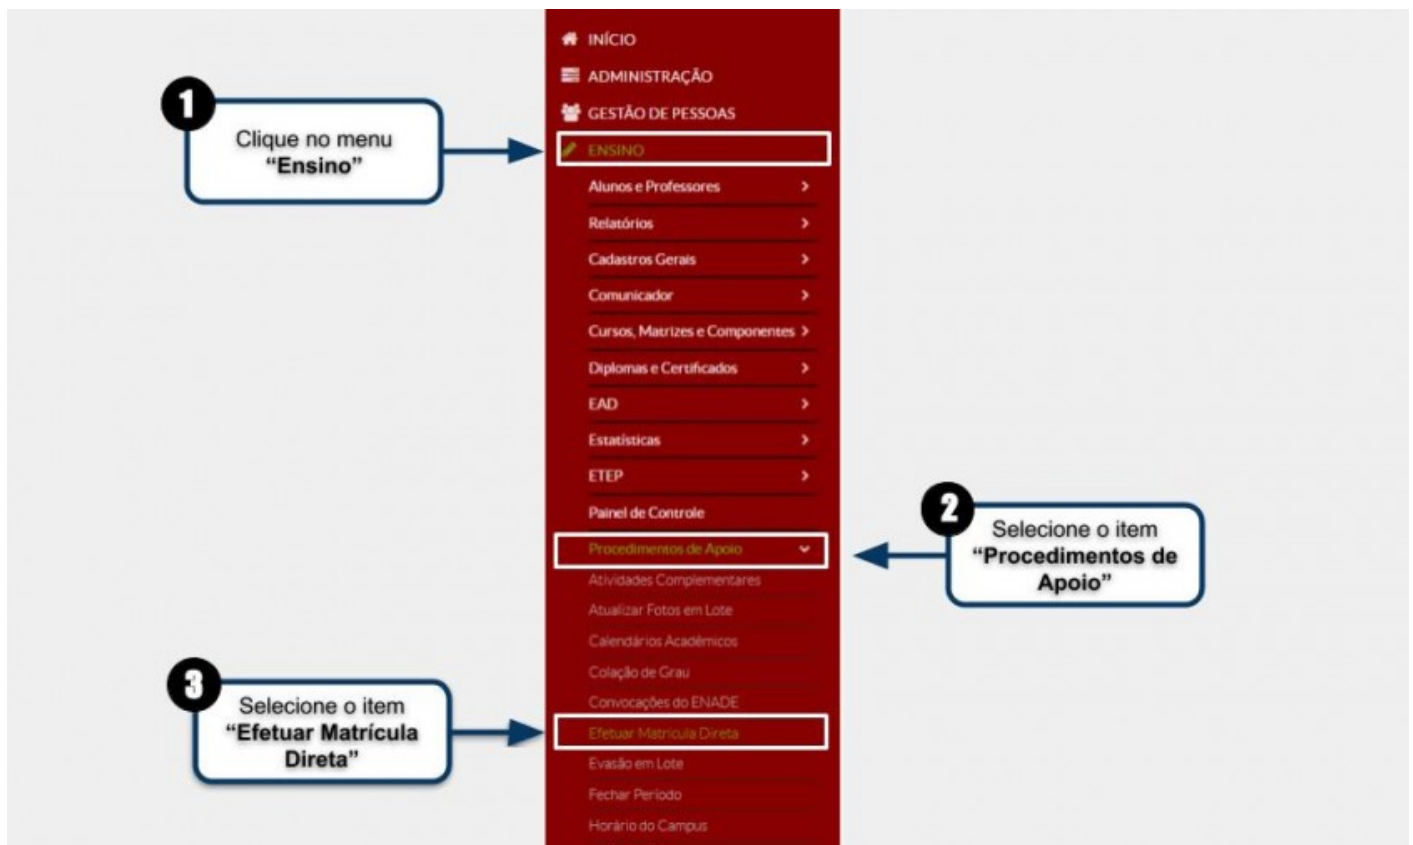 INÍCIO
ADMINISTRAÇÃO
GESTÃO DE PESSOAS
1
Clique no menu
“Ensino”
ENSINO
Alunos e Professores
Relatórios
Cadastros Gerais
Comunicador
Cursos, Matrizes e Componentes
Diplomas e Certificados
EAD
Estatísticas
ETEP
Painel de Controle
2
Selecione o item
“Procedimentos de
Apoio”
Procedimentos de Apoio
Atividades Complementares
Atualizar Fotos em Lote
Calendários Acadêmicos
Colação de Grau
Convocações do ENADE
3
Selecione o item
“Efetuar Matrícula
Direta”
Efetuar Matrícula Direta
Evasão em Lote
Fechar Período
Horário do Campus